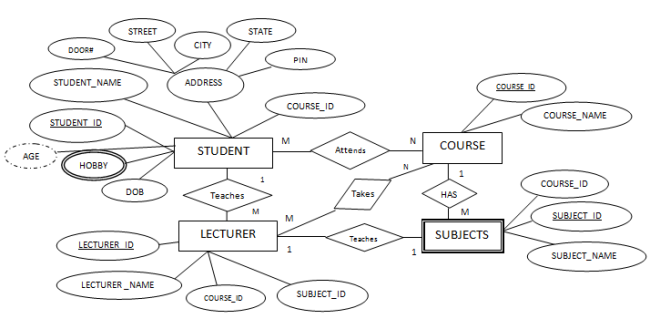 STREET
STATE
DOOR#
CITY
PIN
STUDENT_NAME
ADDRESS
COURSE_ID
COURSE_ID
COURSE_NAME
STUDENT_ID
M
N
STUDENT
Attends
COURSE
AGE
HOBBY
DOB
1
N
1
Teaches
Takes
HAS
COURSE_ID
M
M
M
SUBJECT_ID
LECTURER
SUBJECTS
LECTURER_ID
1
Teaches
1
SUBJECT_NAME
LECTURER _NAME
COURSE_ID
SUBJECT_ID